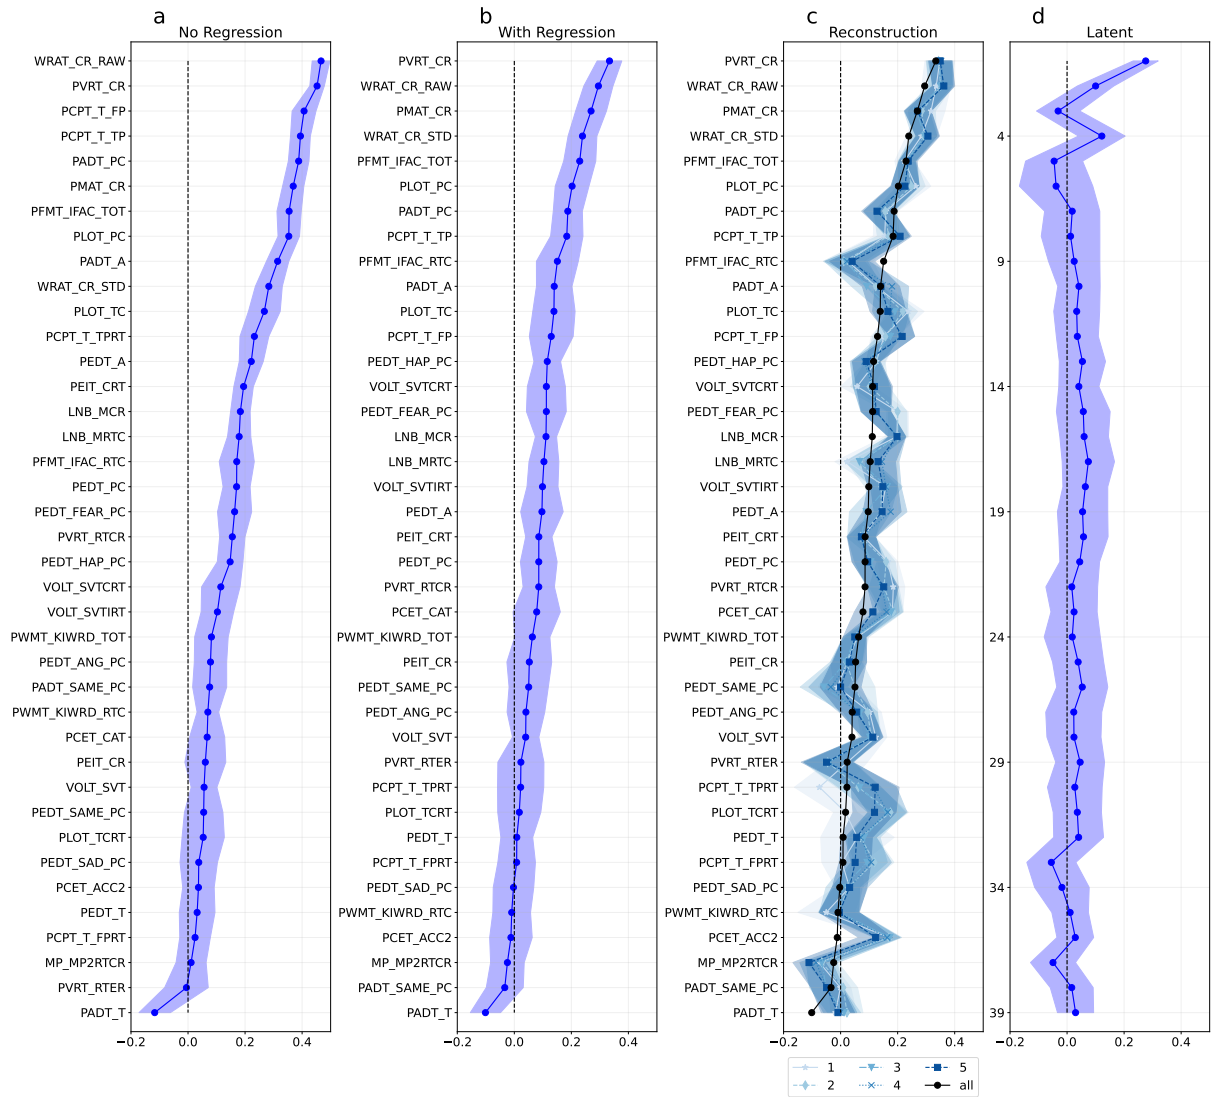 a
No Regression
WRAT_CR_RAW
PVRT_CR
PCPT_T_FP
PCPT_T_TP
PADT_PC
PMAT_CR
PFMT_IFAC_TOT
PLOT_PC
PADT_A
WRAT_CR_STD
PLOT_TC
PCPT_T_TPRT
PEDT_A
PEIT_CRT
LNB_MCR
LNB_MRTC
PFMT_IFAC_RTC
PEDT_PC
PEDT_FEAR_PC
PVRT_RTCR
PEDT_HAP_PC
VOLT_SVTCRT
VOLT_SVTIRT
PWMT_KIWRD_TOT
PEDT_ANG_PC
PADT_SAME_PC
PWMT_KIWRD_RTC
PCET_CAT
PEIT_CR
VOLT_SVT
PEDT_SAME_PC
PLOT_TCRT
PEDT_SAD_PC
PCET_ACC2
PEDT_T
PCPT_T_FPRT
MP_MP2RTCR
PVRT_RTER
PADT_T
−0.2 0.0 0.2 0.4
b
With Regression
PVRT_CR
WRAT_CR_RAW
PMAT_CR
WRAT_CR_STD
PFMT_IFAC_TOT
PLOT_PC
PADT_PC
PCPT_T_TP
PFMT_IFAC_RTC
PADT_A
PLOT_TC
PCPT_T_FP
PEDT_HAP_PC
VOLT_SVTCRT
PEDT_FEAR_PC
LNB_MCR
LNB_MRTC
VOLT_SVTIRT
PEDT_A
PEIT_CRT
PEDT_PC
PVRT_RTCR
PCET_CAT
PWMT_KIWRD_TOT
PEIT_CR
PEDT_SAME_PC
PEDT_ANG_PC
VOLT_SVT
PVRT_RTER
PCPT_T_TPRT
PLOT_TCRT
PEDT_T
PCPT_T_FPRT
PEDT_SAD_PC
PWMT_KIWRD_RTC
PCET_ACC2
MP_MP2RTCR
PADT_SAME_PC
PADT_T
−0.2 0.0 0.2 0.4
c
Reconstruction
PVRT_CR
WRAT_CR_RAW
PMAT_CR
WRAT_CR_STD
PFMT_IFAC_TOT
PLOT_PC
PADT_PC
PCPT_T_TP
PFMT_IFAC_RTC
PADT_A
PLOT_TC
PCPT_T_FP
PEDT_HAP_PC
VOLT_SVTCRT
PEDT_FEAR_PC
LNB_MCR
LNB_MRTC
VOLT_SVTIRT
PEDT_A
PEIT_CRT
PEDT_PC
PVRT_RTCR
PCET_CAT
PWMT_KIWRD_TOT
PEIT_CR
PEDT_SAME_PC
PEDT_ANG_PC
VOLT_SVT
PVRT_RTER
PCPT_T_TPRT
PLOT_TCRT
PEDT_T
PCPT_T_FPRT
PEDT_SAD_PC
PWMT_KIWRD_RTC
PCET_ACC2
MP_MP2RTCR
PADT_SAME_PC
PADT_T
−0.2 0.0 0.2 0.4
1 3 5
2 4 all
d
Latent
4
9
14
19
24
29
34
39
0.0 0.2 0.4